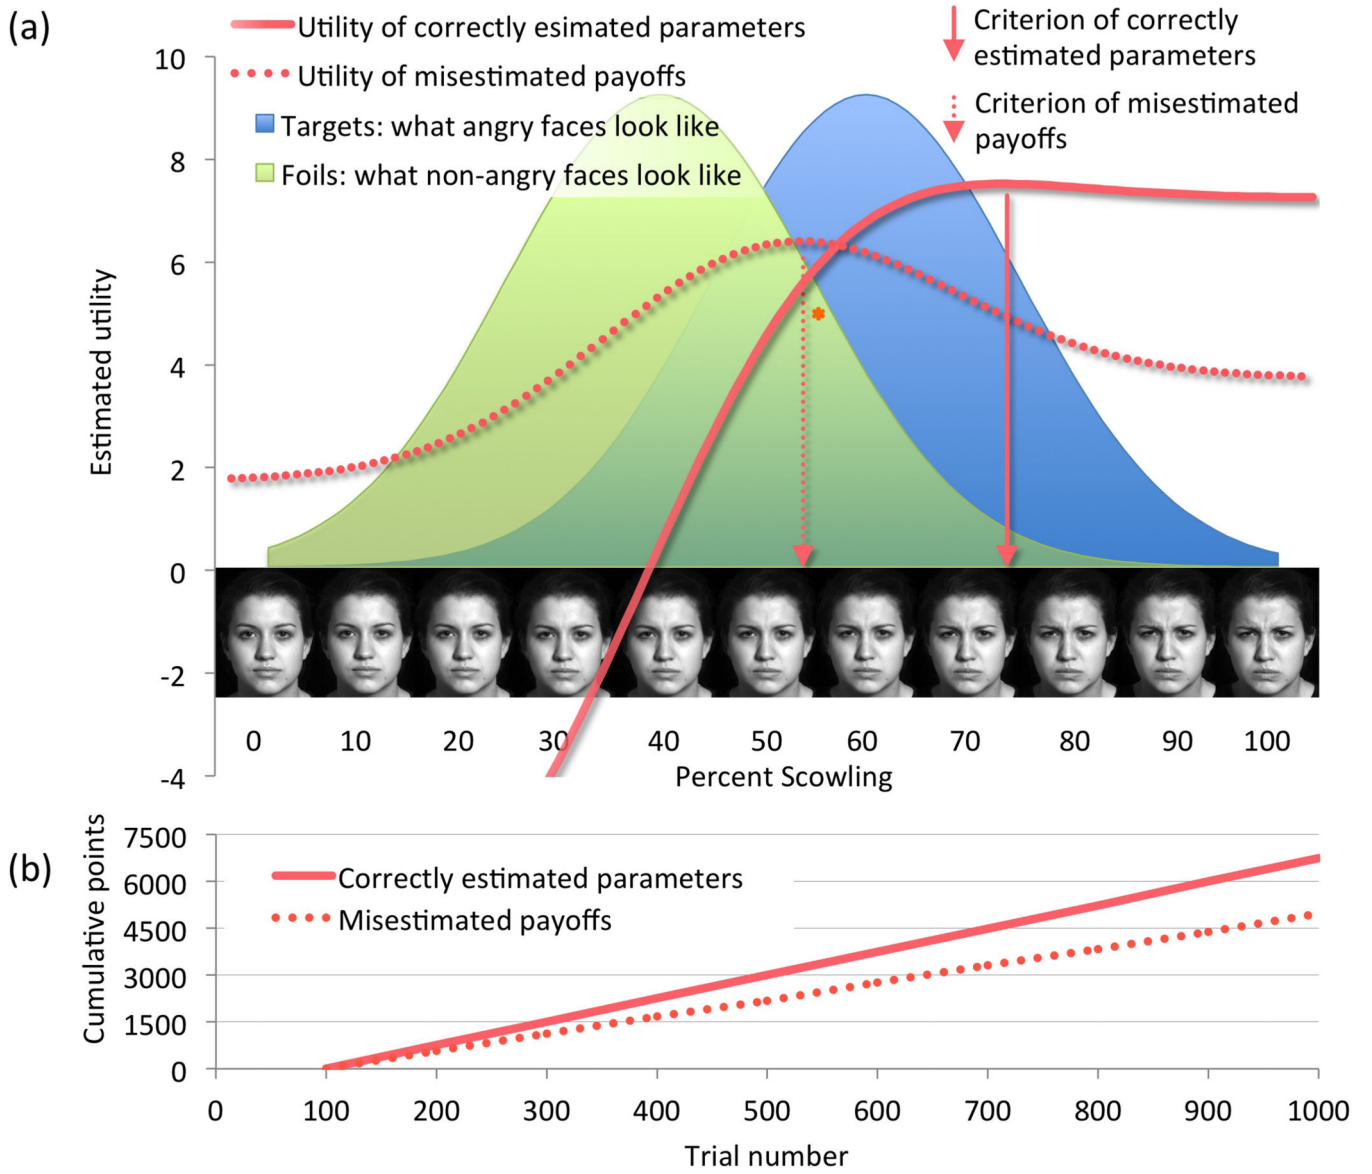 (a)
Utility of correctly esimated parameters
Utility of misestimated payoffs
Targets: what angry faces look like
Foils: what non-angry faces look like
Criterion of correctly
estimated parameters
Criterion of misestimated
payoffs
Estimated utility
10
8
6
4
2
0
-2
-4
0 10 20 30 40 50 60 70 80 90 100
Percent Scowling
(b)
Cumulative points
7500
6000
4500
3000
1500
0
Correctly estimated parameters
Misestimated payoffs
0 100 200 300 400 500 600 700 800 900 1000
Trial number